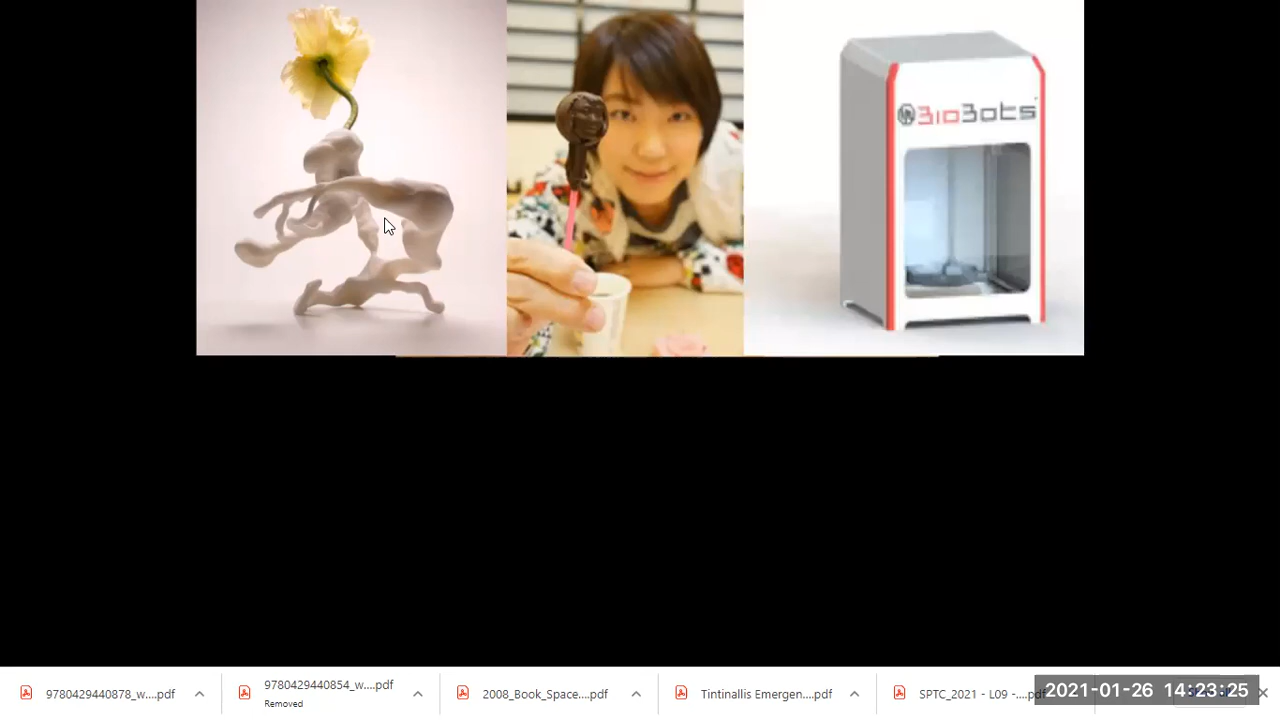 BioBots
9780429440878_w....pdf
9780429440854_w....pdf
Removed
2008_Book_Space....pdf
Tintinallis Emergen....pdf
SPTC_2021 - L09 -....pdf
2021-01-26 14:23:25